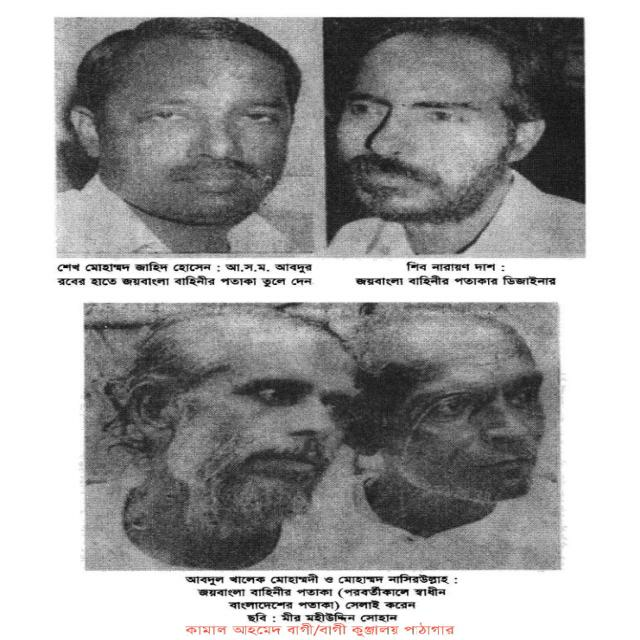 শেখ মোহাম্মদ জাহিদ হোসেন : আ.স.ম. আবদুর
রবের হাতে জয়বাংলা বাহিনীর পতাকা তুলে দেন
শিব নারায়ণ দাশ :
জয়বাংলা বাহিনীর পতাকার ডিজাইনার
আবদুল খালেক মোহাম্মদী ও মোহাম্মদ নাসিরউল্লাহ :
জয়বাংলা বাহিনীর পতাকা (পরবর্তীকালে স্বাধীন
বাংলাদেশের পতাকা) সেলাই করেন
ছবি : মীর মহীউদ্দিন সোহান
কামাল আহমেদ বাগী/বাগী কুঞ্জালয় পাঠাগার